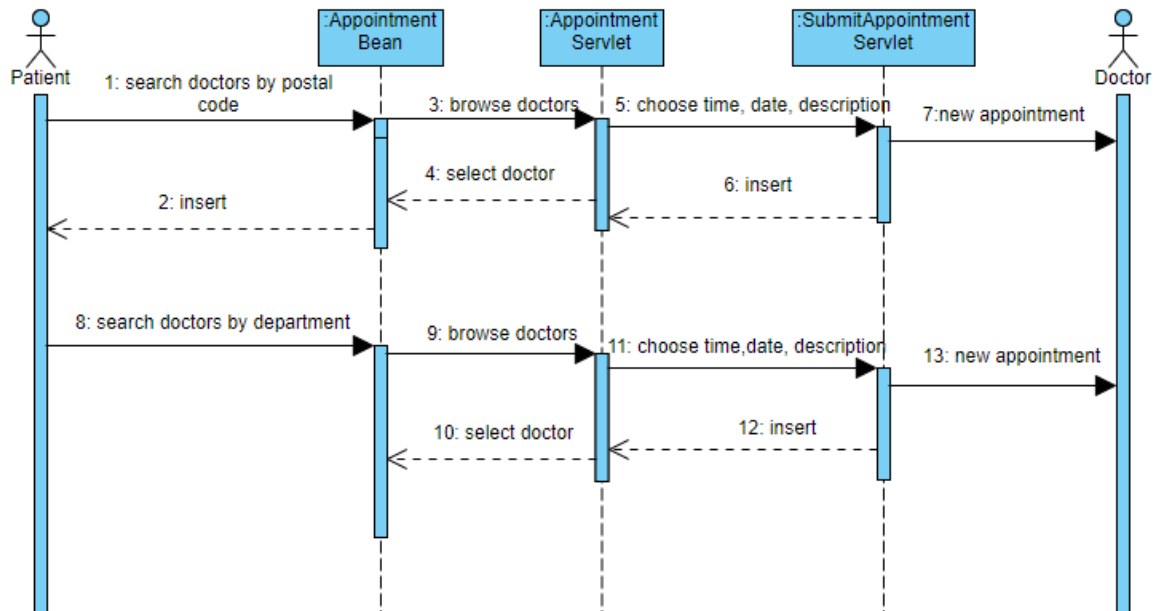 :Appointment
Bean
:Appointment
Servlet
:SubmitAppointment
Servlet
Patient
Doctor
1: search doctors by postal
code
3: browse doctors
5: choose time, date, description
7:new appointment
4: select doctor
6: insert
2: insert
8: search doctors by department
9: browse doctors
11: choose time,date, description
13: new appointment
10: select doctor
12: insert